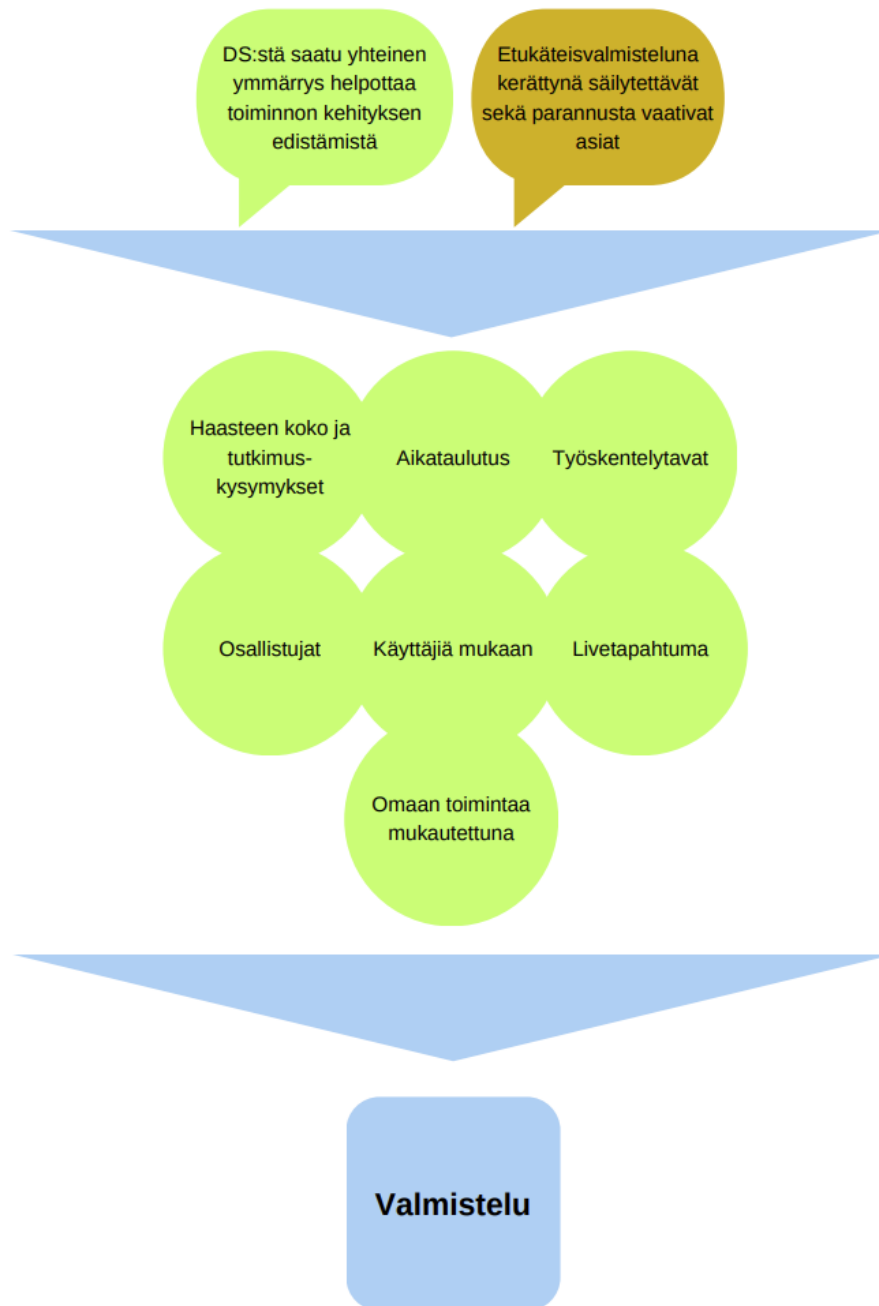 DS:stä saatu yhteinen
ymmärrys helpottaa
toiminnon kehityksen
edistämistä
Etukäteisvalmisteluna
kerättynä säilytettävät
sekä parannusta vaativat
asiat
Haasteen koko ja
tutkimus-
kysymykset
Aikataulutus
Työskentelytavat
Osallistujat
Käyttäjiä mukaan
Livetapahtuma
Omaan toimintaa
mukautettuna
Valmistelu